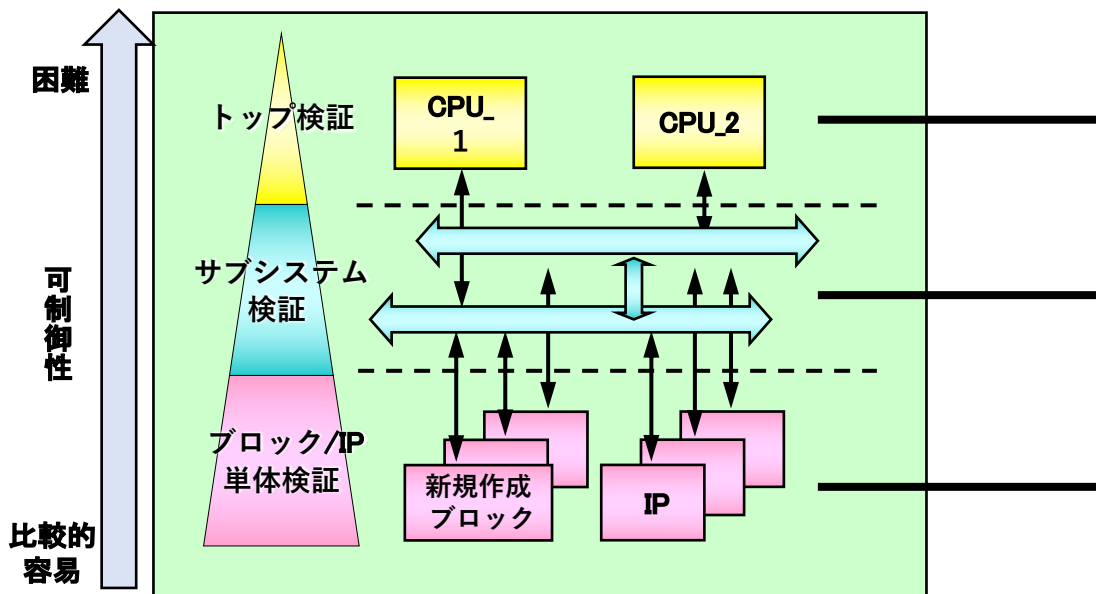 困難
トップ検証
CPU_
1
CPU_2
可制御性
サブシステム
検証
ブロック/IP
単体検証
新規作成
ブロック
IP
比較的
容易